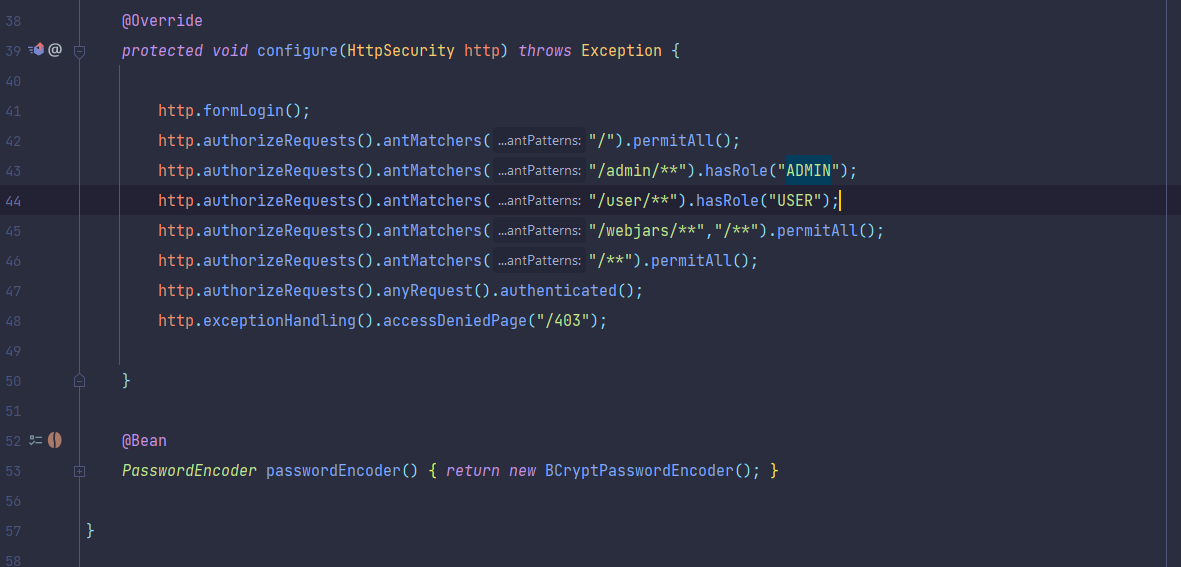 38 @Override
39 @ protected void configure(HttpSecurity http) throws Exception {
40
41 http.formLogin();
42 http.authorizeRequests().antMatchers( ...antPatterns: "/").permitAll();
43 http.authorizeRequests().antMatchers( ...antPatterns: "/admin/**").hasRole("ADMIN");
44 http.authorizeRequests().antMatchers( ...antPatterns: "/user/**").hasRole("USER");
45 http.authorizeRequests().antMatchers( ...antPatterns: "/webjars/**","/**").permitAll();
46 http.authorizeRequests().antMatchers( ...antPatterns: "/**").permitAll();
47 http.authorizeRequests().anyRequest().authenticated();
48 http.exceptionHandling().accessDeniedPage("/403");
49
50 }
51
52 @Bean
53 PasswordEncoder passwordEncoder() { return new BCryptPasswordEncoder(); }
56
57 }
58